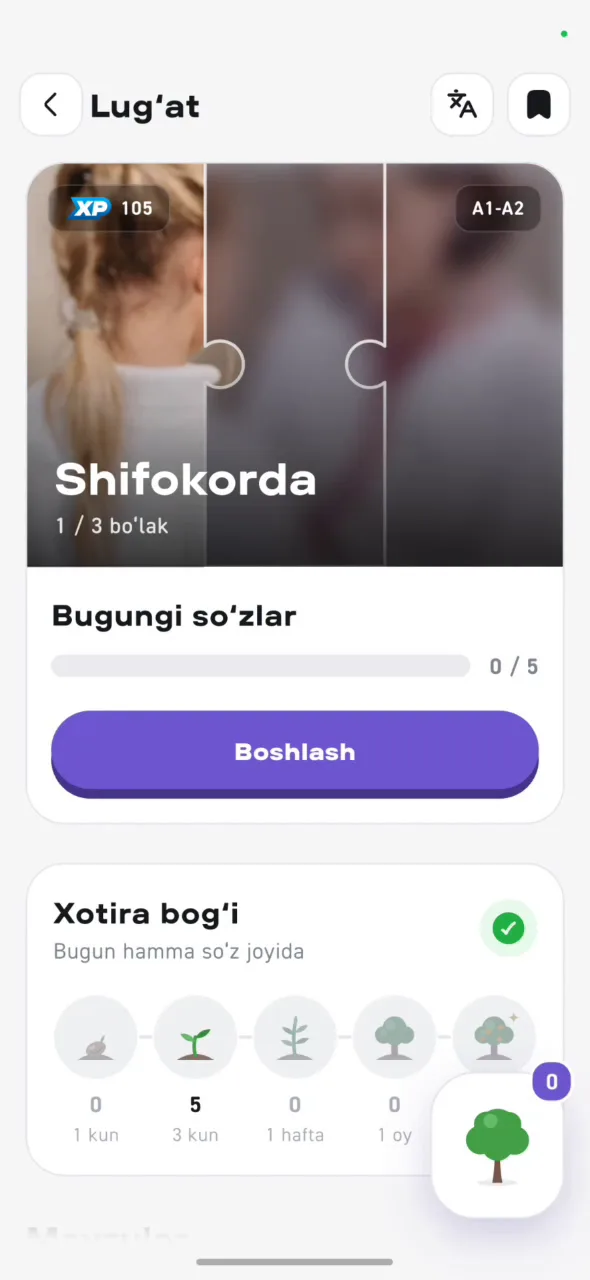 Lug‘at
XP 105
A1-A2
Shifokorda
1 / 3 bo‘lak
Bugungi so‘zlar
0 / 5
Boshlash
Xotira bog‘i
Bugun hamma so‘z joyida
0
5
0
0
1 kun
3 kun
1 hafta
1 oy
0